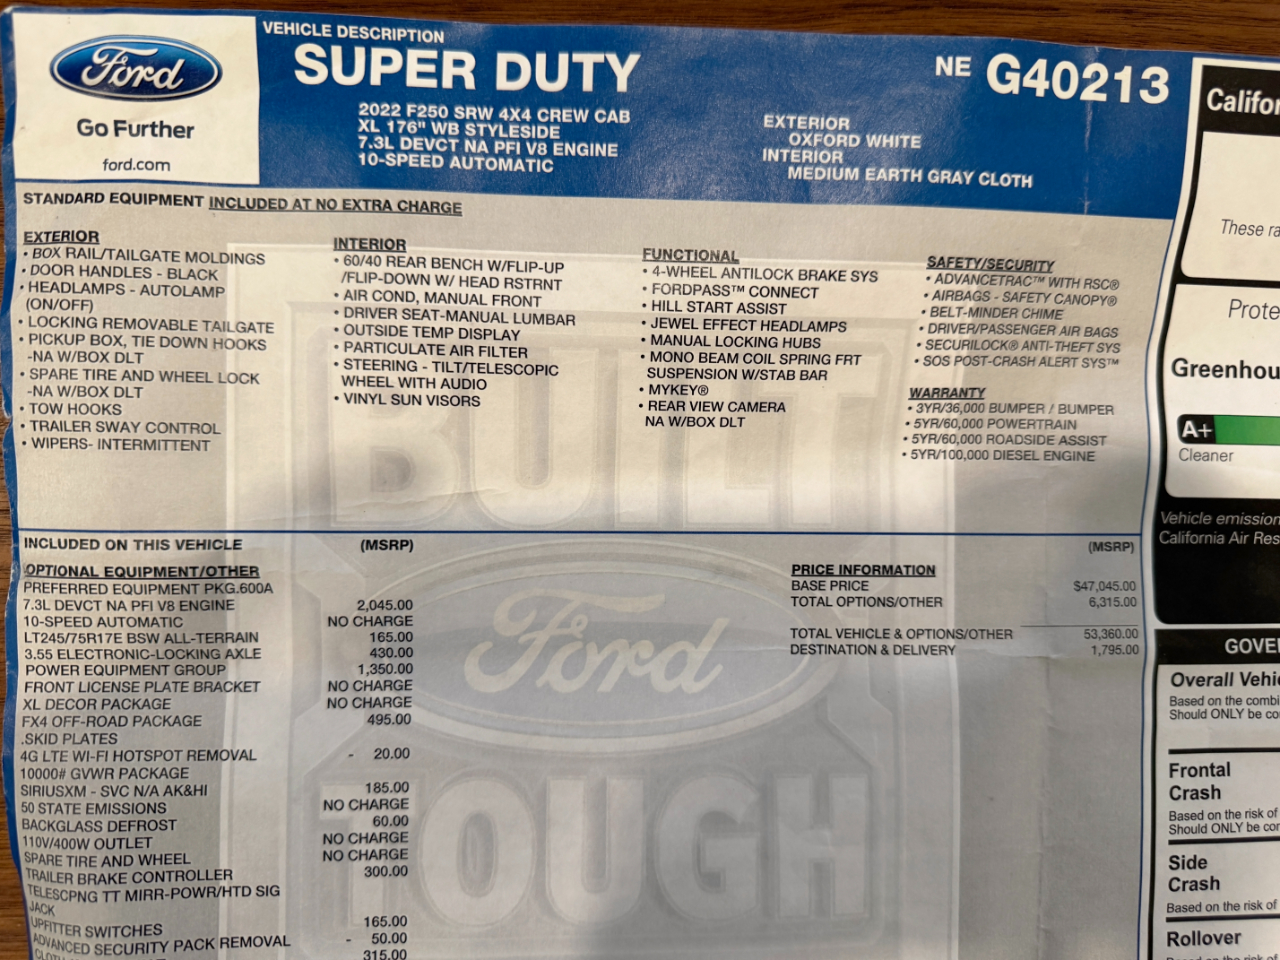 Ford
Go Further
ford.com
VEHICLE DESCRIPTION
SUPER DUTY
2022 F250 SRW 4X4 CREW CAB
XL 176" WB STYLESIDE
7.3L DEVCT NA PFI V8 ENGINE
10-SPEED AUTOMATIC
NE G40213
EXTERIOR
OXFORD WHITE
INTERIOR
MEDIUM EARTH GRAY CLOTH
STANDARD EQUIPMENT INCLUDED AT NO EXTRA CHARGE
EXTERIOR
• BOX RAIL/TAILGATE MOLDINGS
• DOOR HANDLES - BLACK
• HEADLAMPS - AUTOLAMP
(ON/OFF)
• LOCKING REMOVABLE TAILGATE
• PICKUP BOX, TIE DOWN HOOKS
-NA W/BOX DLT
• SPARE TIRE AND WHEEL LOCK
-NA W/BOX DLT
• TOW HOOKS
• TRAILER SWAY CONTROL
• WIPERS- INTERMITTENT
INTERIOR
• 60/40 REAR BENCH W/FLIP-UP
/FLIP-DOWN W/ HEAD RSTRNT
• AIR COND, MANUAL FRONT
• DRIVER SEAT-MANUAL LUMBAR
• OUTSIDE TEMP DISPLAY
• PARTICULATE AIR FILTER
• STEERING - TILT/TELESCOPIC
WHEEL WITH AUDIO
• VINYL SUN VISORS
FUNCTIONAL
• 4-WHEEL ANTILOCK BRAKE SYS
• FORDPASS™ CONNECT
• HILL START ASSIST
• JEWEL EFFECT HEADLAMPS
• MANUAL LOCKING HUBS
• MONO BEAM COIL SPRING FRT
SUSPENSION W/STAB BAR
• MYKEY®
• REAR VIEW CAMERA
NA W/BOX DLT
SAFETY/SECURITY
• ADVANCETRAC™ WITH RSC®
• AIRBAGS - SAFETY CANOPY®
• BELT-MINDER CHIME
• DRIVER/PASSENGER AIR BAGS
• SECURILOCK® ANTI-THEFT SYS
• SOS POST-CRASH ALERT SYS™
WARRANTY
• 3YR/36,000 BUMPER / BUMPER
• 5YR/60,000 POWERTRAIN
• 5YR/60,000 ROADSIDE ASSIST
• 5YR/100,000 DIESEL ENGINE
BUILT
Ford
TOUGH
INCLUDED ON THIS VEHICLE (MSRP)
OPTIONAL EQUIPMENT/OTHER
PREFERRED EQUIPMENT PKG.600A
7.3L DEVCT NA PFI V8 ENGINE 2,045.00
10-SPEED AUTOMATIC NO CHARGE
LT245/75R17E BSW ALL-TERRAIN 165.00
3.55 ELECTRONIC-LOCKING AXLE 430.00
POWER EQUIPMENT GROUP 1,350.00
FRONT LICENSE PLATE BRACKET NO CHARGE
XL DECOR PACKAGE NO CHARGE
FX4 OFF-ROAD PACKAGE 495.00
.SKID PLATES
4G LTE WI-FI HOTSPOT REMOVAL - 20.00
10000# GVWR PACKAGE
SIRIUSXM - SVC N/A AK&HI 185.00
50 STATE EMISSIONS NO CHARGE
BACKGLASS DEFROST 60.00
110V/400W OUTLET NO CHARGE
SPARE TIRE AND WHEEL NO CHARGE
TRAILER BRAKE CONTROLLER 300.00
TELESCPNG TT MIRR-POWR/HTD SIG
JACK
UPFITTER SWITCHES 165.00
ADVANCED SECURITY PACK REMOVAL - 50.00
315.00
(MSRP)
PRICE INFORMATION
BASE PRICE $47,045.00
TOTAL OPTIONS/OTHER 6,315.00
TOTAL VEHICLE & OPTIONS/OTHER 53,360.00
DESTINATION & DELIVERY 1,795.00
Califor
These ra
Prote
Greenhou
A+
Cleaner
Vehicle emission
California Air Res
GOVE
Overall Vehic
Based on the combi
Should ONLY be co
Frontal
Crash
Based on the risk of
Should ONLY be cor
Side
Crash
Based on the risk of
Rollover